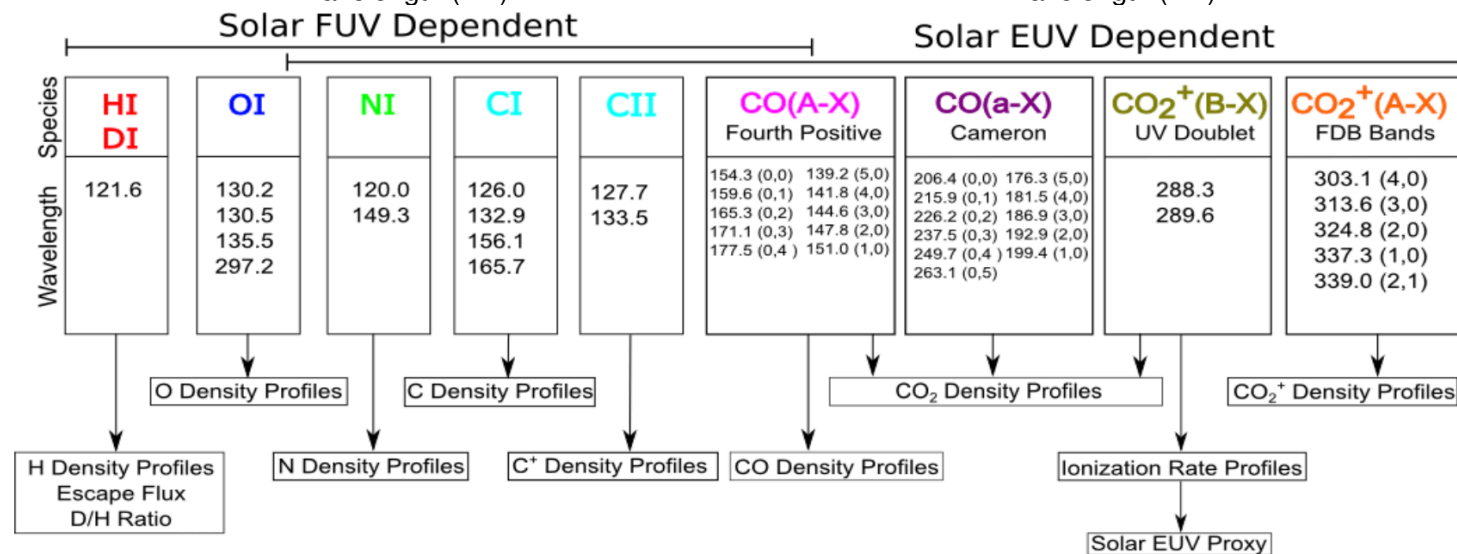 Solar FUV Dependent
Solar EUV Dependent
Species
HI
DI
OI
NI
CI
CII
CO(A-X)
Fourth Positive
CO(a-X)
Cameron
CO₂⁺(B-X)
UV Doublet
CO₂⁺(A-X)
FDB Bands
Wavelength
121.6
130.2
130.5
135.5
297.2
120.0
149.3
126.0
132.9
156.1
165.7
127.7
133.5
154.3 (0,0) 139.2 (5,0)
159.6 (0,1) 141.8 (4,0)
165.3 (0,2) 144.6 (3,0)
171.1 (0,3) 147.8 (2,0)
177.5 (0,4 ) 151.0 (1,0)
206.4 (0,0) 176.3 (5,0)
215.9 (0,1) 181.5 (4,0)
226.2 (0,2) 186.9 (3,0)
237.5 (0,3) 192.9 (2,0)
249.7 (0,4 ) 199.4 (1,0)
263.1 (0,5)
288.3
289.6
303.1 (4,0)
313.6 (3,0)
324.8 (2,0)
337.3 (1,0)
339.0 (2,1)
O Density Profiles
C Density Profiles
CO₂ Density Profiles
CO₂⁺ Density Profiles
H Density Profiles
Escape Flux
D/H Ratio
N Density Profiles
C⁺ Density Profiles
CO Density Profiles
Ionization Rate Profiles
Solar EUV Proxy